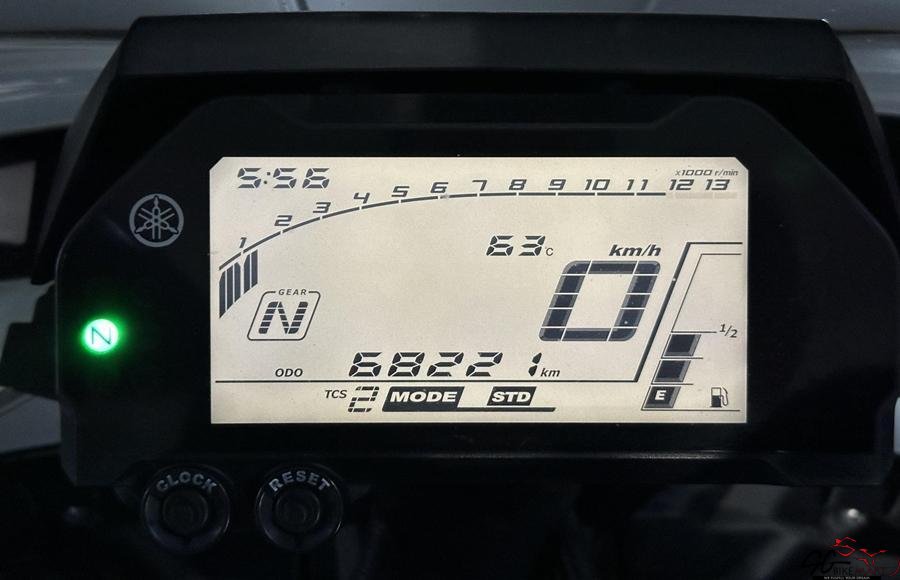 5:56
x1000 r/min
1 2 3 4 5 6 7 8 9 10 11 12 13
63°C
km/h
GEAR
N
0
N
1/2
ODO 68221 km
TCS 2 MODE STD
E
CLOCK RESET